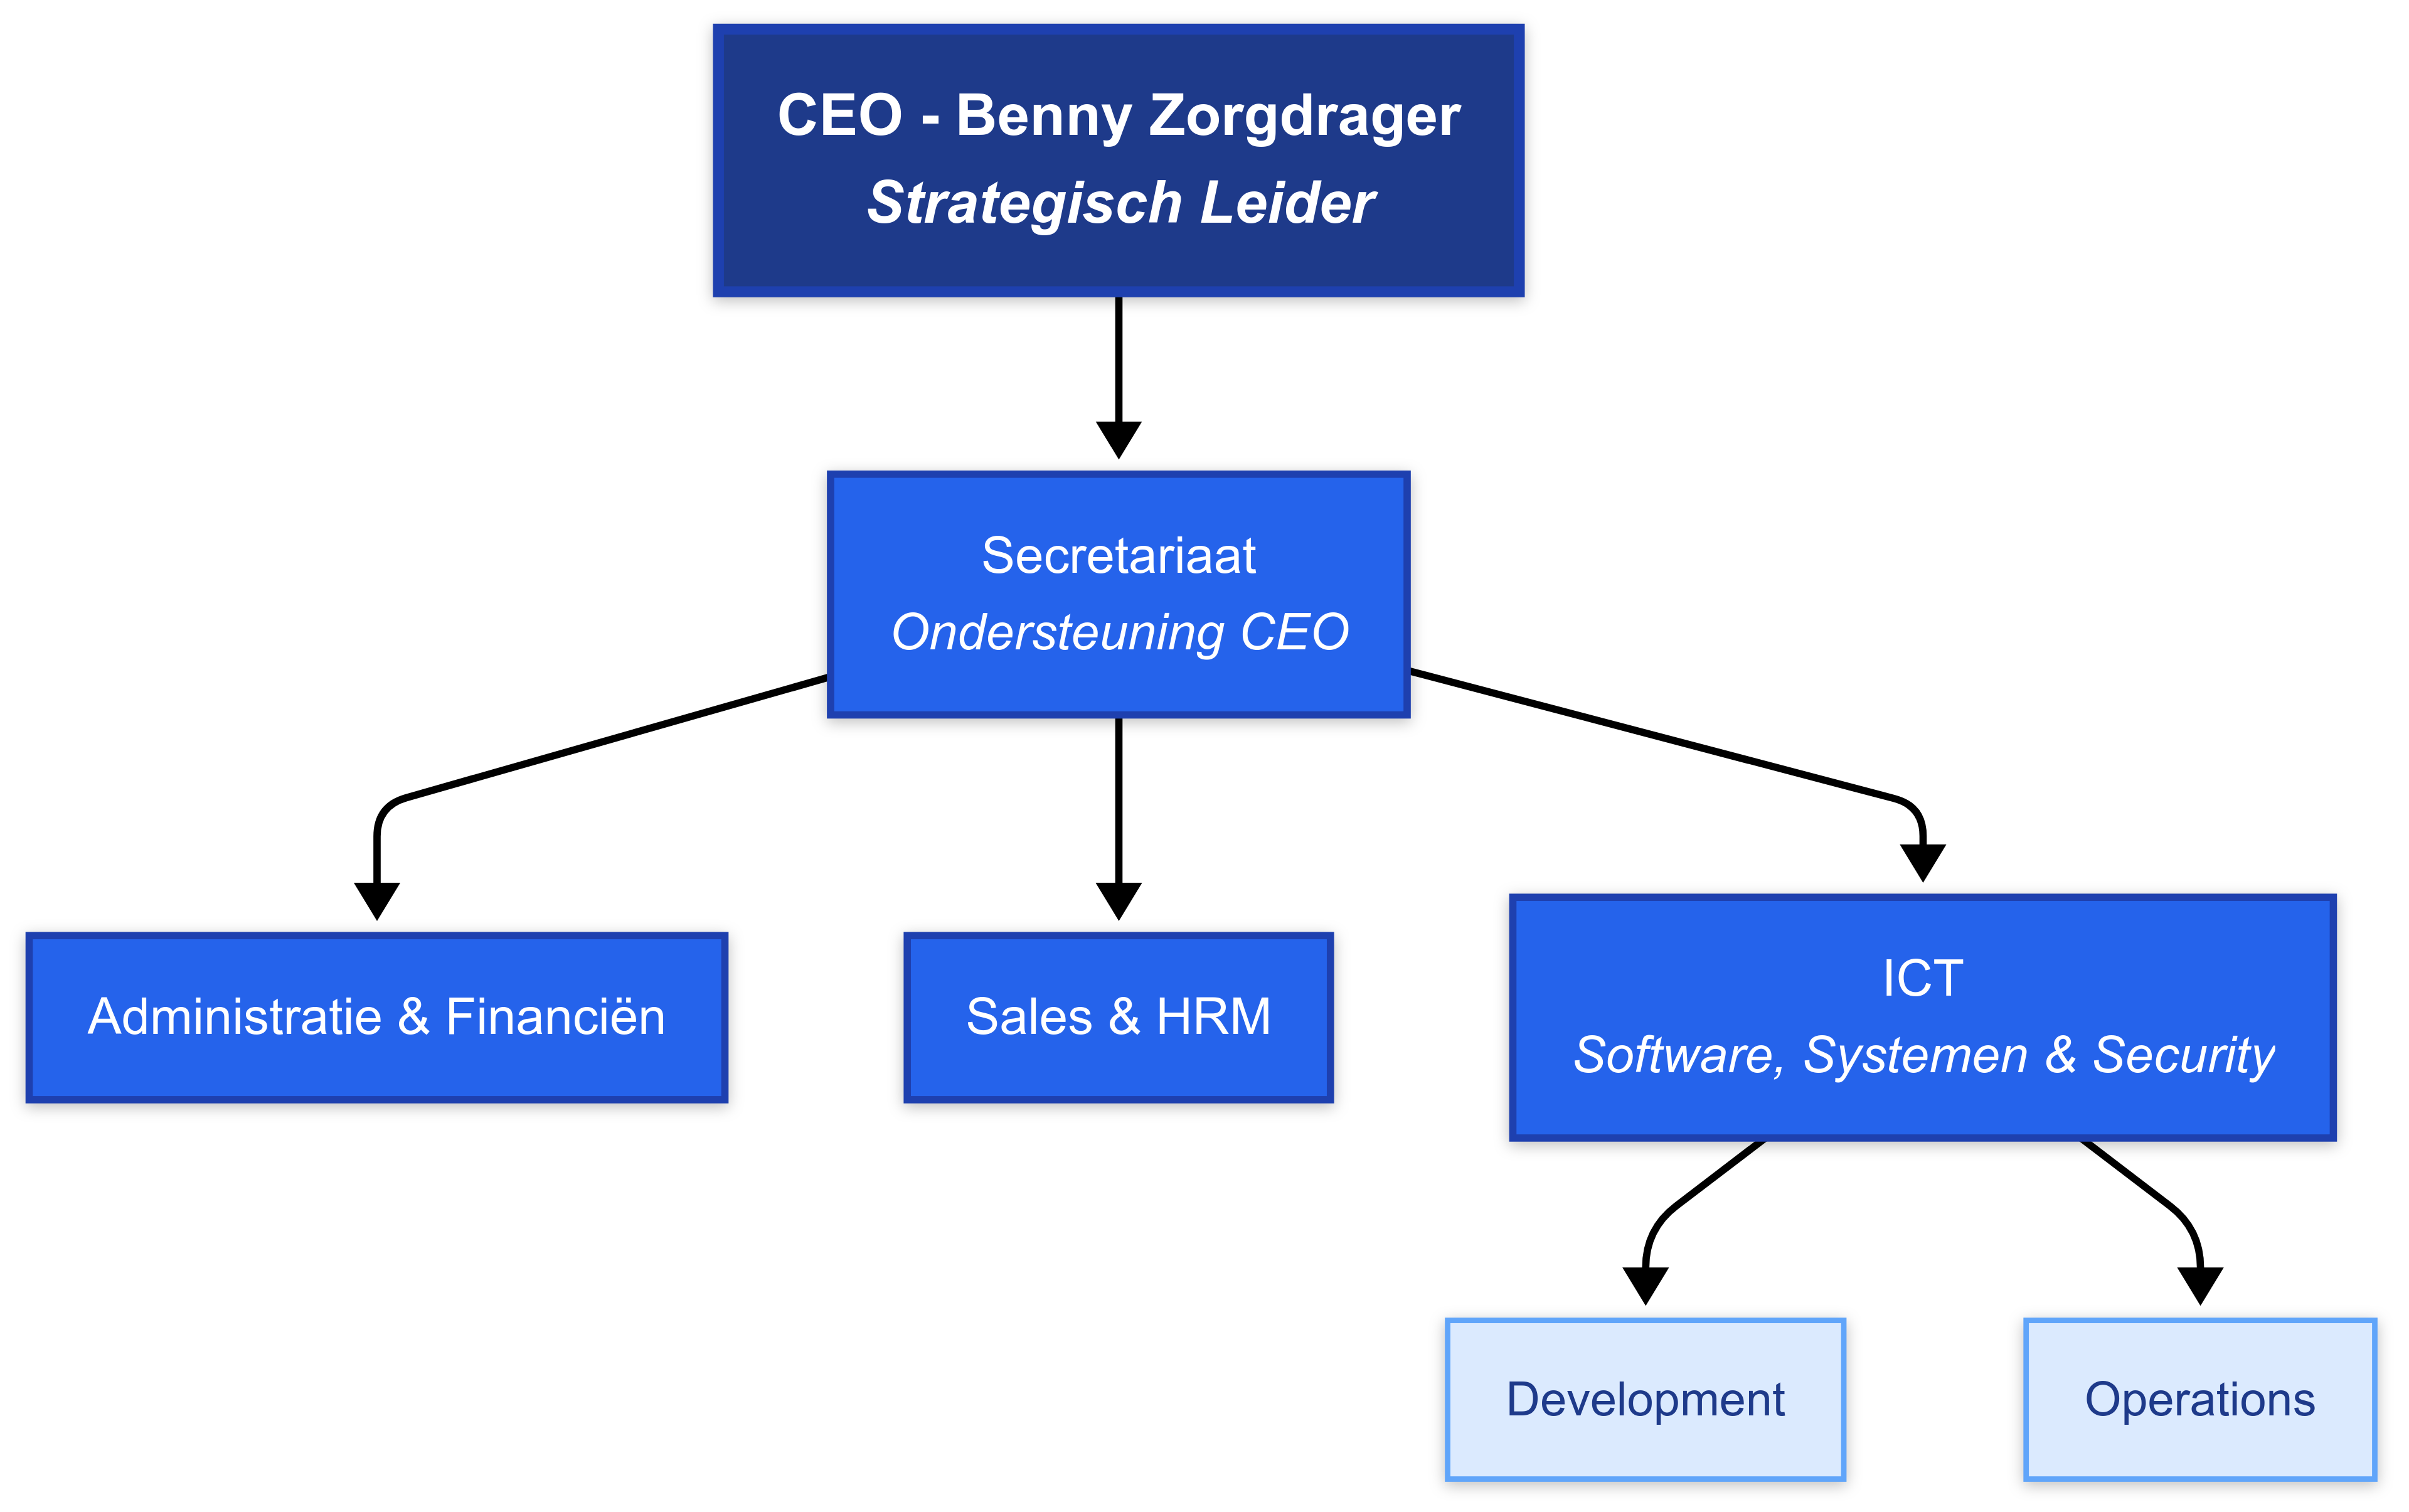 CEO - Benny Zorgdrager
Strategisch Leider
Secretariaat
Ondersteuning CEO
Administratie & Financiën
Sales & HRM
ICT
Software, Systemen & Security
Development
Operations